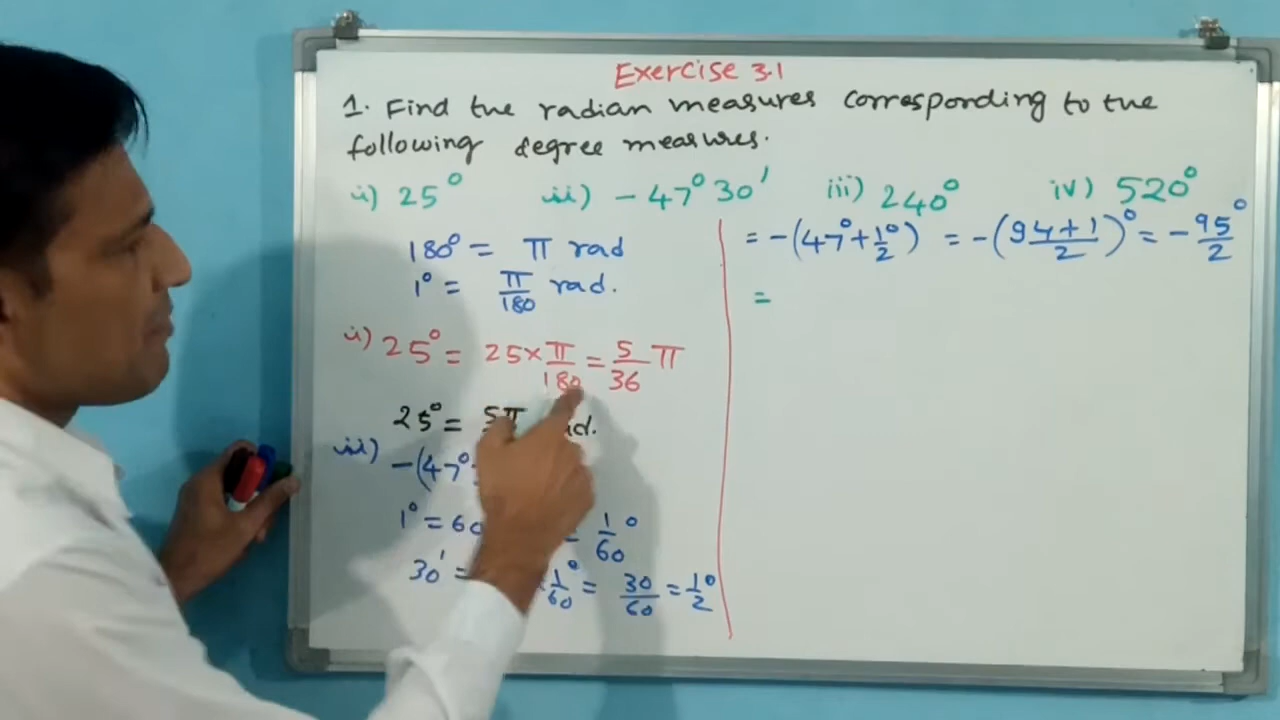 Exercise 3.1
1. Find the radian measures corresponding to the
following degree measures.
i) 25° ii) -47° 30' iii) 240° iv) 520°
180° = π rad
1° = π/180 rad.
i) 25° = 25 × π/180 = 5/36 π
25° = 5π
ii) -(47°
1° = 60 = 1/60°
30' = 1/60° = 30/60 = 1/2°
= -(47° + 1/2°) = -(94+1/2)° = -95/2°
=